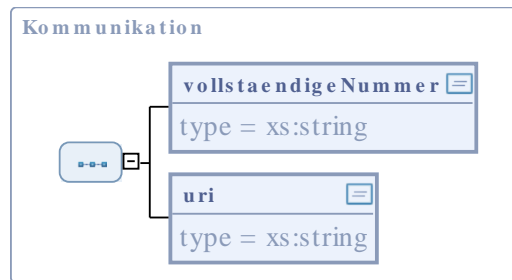 Kommunikation
vollstaendigeNummer
type = xs:string
uri
type = xs:string